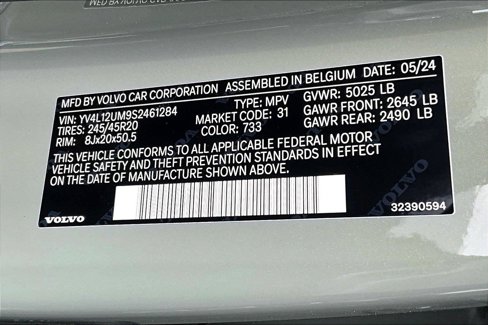 MFD BY VOLVO CAR CORPORATION ASSEMBLED IN BELGIUM DATE: 05/24
VIN: YV4L12UM9S2461284 TYPE: MPV GVWR: 5025 LB
TIRES: 245/45R20 MARKET CODE: 31 GAWR FRONT: 2645 LB
RIM: 8Jx20x50.5 COLOR: 733 GAWR REAR: 2490 LB
THIS VEHICLE CONFORMS TO ALL APPLICABLE FEDERAL MOTOR
VEHICLE SAFETY AND THEFT PREVENTION STANDARDS IN EFFECT
ON THE DATE OF MANUFACTURE SHOWN ABOVE.
VOLVO 32390594